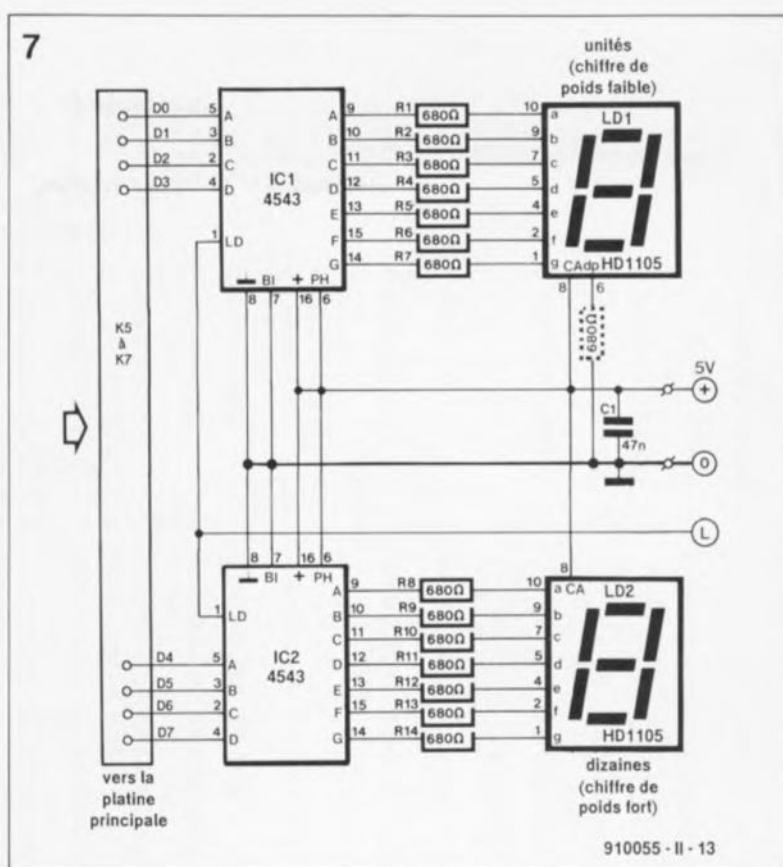 7
unités
(chiffre de
poids faible)
D0 5 A
D1 3 B
D2 2 C
D3 4 D
1 LD
IC1
4543
A 9 R1 680Ω 10 a
B 10 R2 680Ω 9 b
C 11 R3 680Ω 7 c
D 12 R4 680Ω 5 d
E 13 R5 680Ω 4 e
F 15 R6 680Ω 2 f
G 14 R7 680Ω 1 g
LD1
CA dp HD1105
8 6
BI + PH
8 7 16 6
680Ω
K5
à
K7
5V
+
C1
47n
0
L
8 7 16 6
BI + PH
8
1 LD
IC2
4543
D4 5 A
D5 3 B
D6 2 C
D7 4 D
A 9 R8 680Ω 10 a CA
B 10 R9 680Ω 9 b
C 11 R10 680Ω 7 c
D 12 R11 680Ω 5 d
E 13 R12 680Ω 4 e
F 15 R13 680Ω 2 f
G 14 R14 680Ω 1 g
LD2
HD1105
vers la
platine
principale
dizaines
(chiffre de
poids fort)
910055 - II - 13